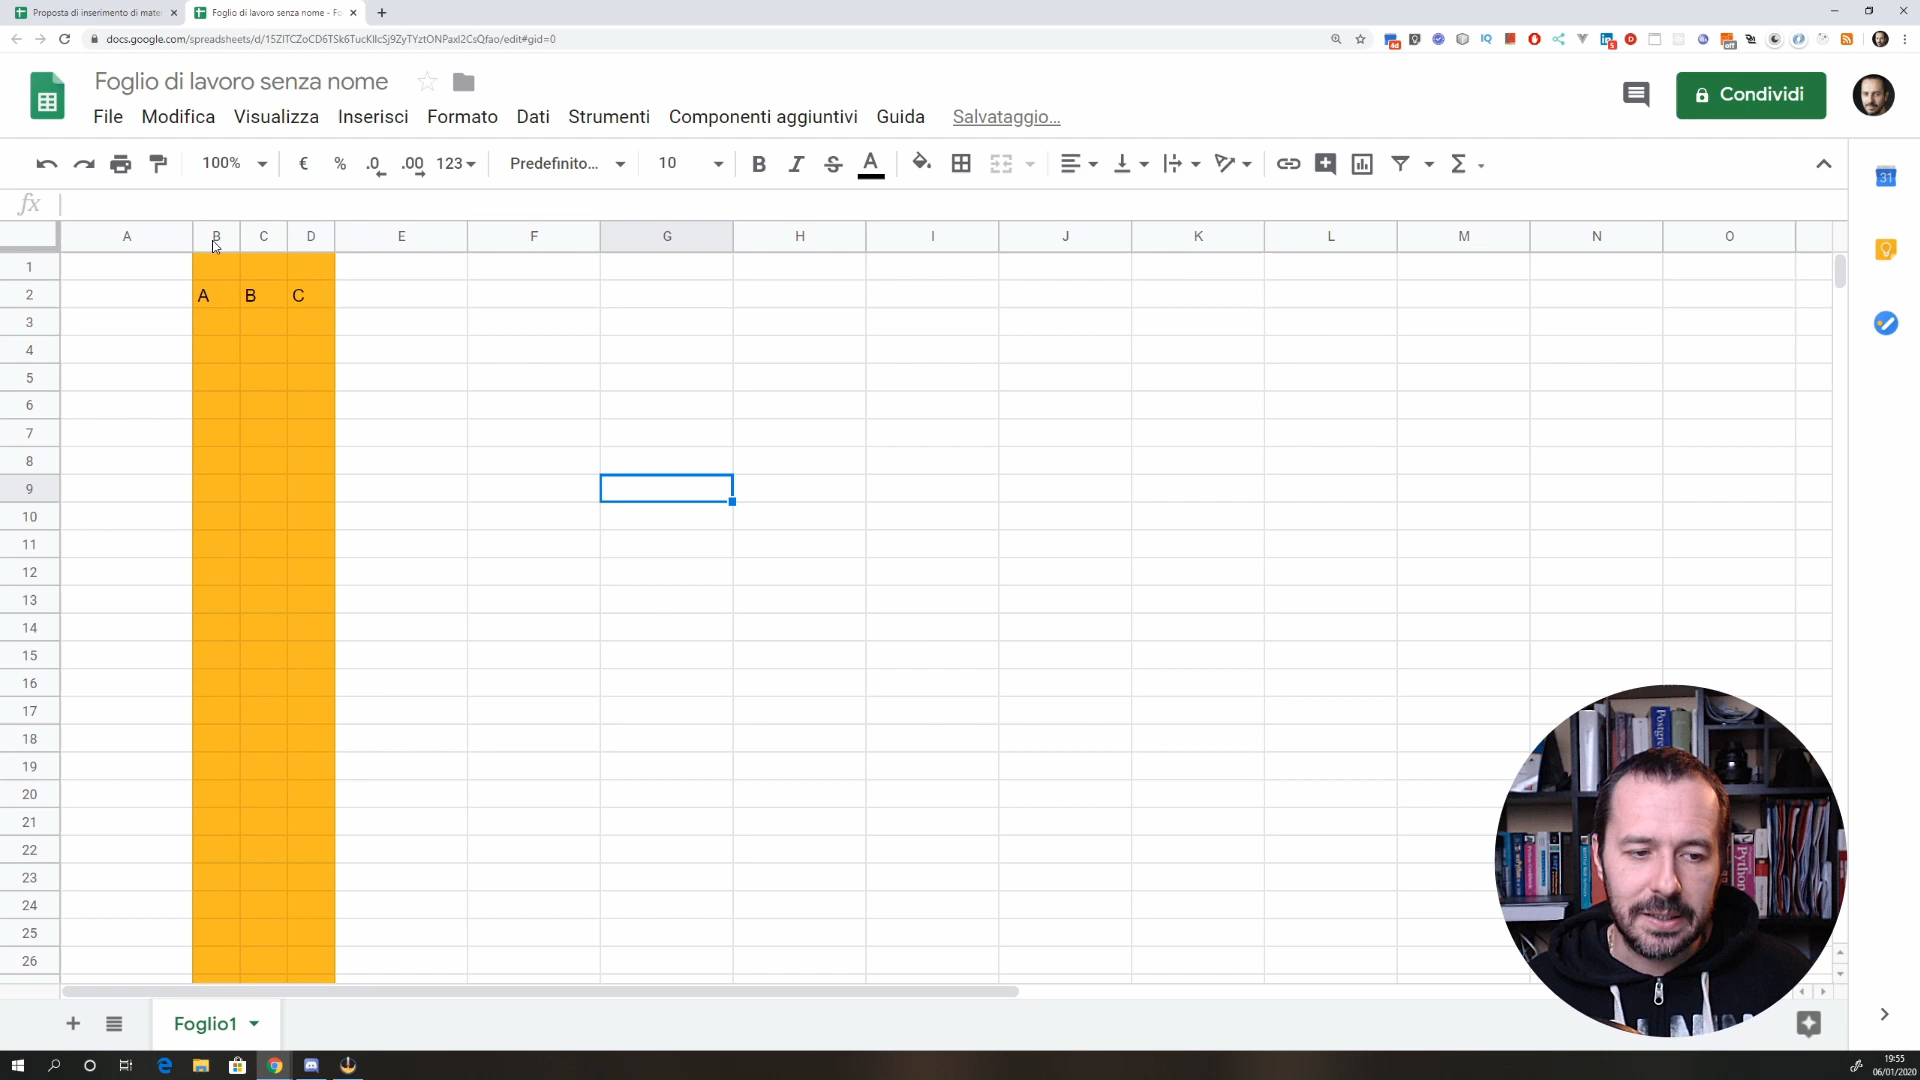 Proposta di inserimento di mate
Foglio di lavoro senza nome - Fo
docs.google.com/spreadsheets/d/15ZITCZoCD6TSk6TucKIlcSj9ZyTYztONPaxI2CsQfao/edit#gid=0
Foglio di lavoro senza nome
File Modifica Visualizza Inserisci Formato Dati Strumenti Componenti aggiuntivi Guida Salvataggio...
Condividi
100% € % .0 .00 123 Predefinito... 10 B I S A Σ
31
fx
A B C D E F G H I J K L M N O
1
2 A B C
3
4
5
6
7
8
9
10
11
12
13
14
15
16
17
18
19
20
21
22
23
24
25
26
Python
Foglio1
19:55
06/01/2020